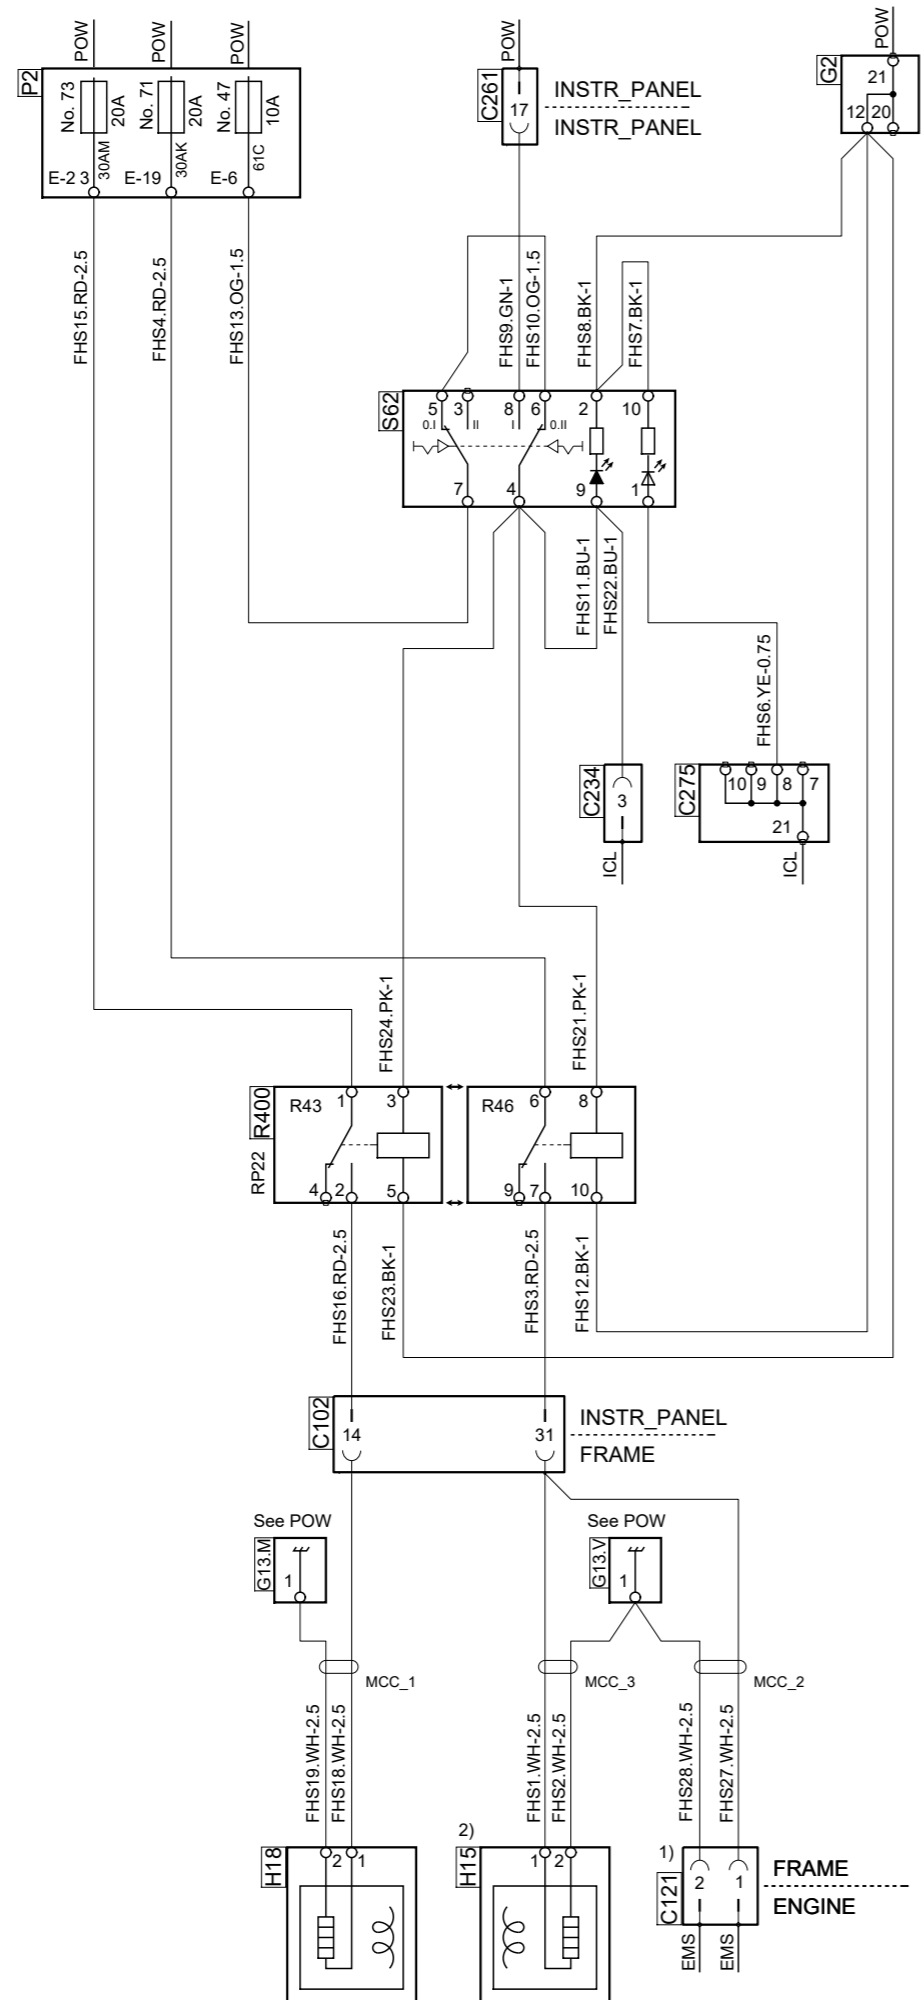 POW
POW
POW
P2
No. 73
20A
No. 71
20A
No. 47
10A
30AM
30AK
61C
E-2 3
E-19
E-6
POW
C261
17
INSTR_PANEL
INSTR_PANEL
POW
G2
21
12
20
FHS15.RD-2.5
FHS4.RD-2.5
FHS13.OG-1.5
FHS9.GN-1
FHS10.OG-1.5
FHS8.BK-1
FHS7.BK-1
S62
5
3
8
6
2
10
0.I
II
I
0.II
7
4
9
1
FHS11.BU-1
FHS22.BU-1
FHS6.YE-0.75
C234
3
ICL
C275
10
9
8
7
21
ICL
FHS24.PK-1
FHS21.PK-1
R400
RP22
R43
1
3
4
2
5
R46
6
8
9
7
10
FHS16.RD-2.5
FHS23.BK-1
FHS3.RD-2.5
FHS12.BK-1
C102
14
31
INSTR_PANEL
FRAME
See POW
G13.M
1
See POW
G13.V
1
MCC_1
MCC_3
MCC_2
FHS19.WH-2.5
FHS18.WH-2.5
FHS1.WH-2.5
FHS2.WH-2.5
FHS28.WH-2.5
FHS27.WH-2.5
H18
2
1
2)
H15
1
2
1)
C121
2
1
FRAME
ENGINE
EMS
EMS